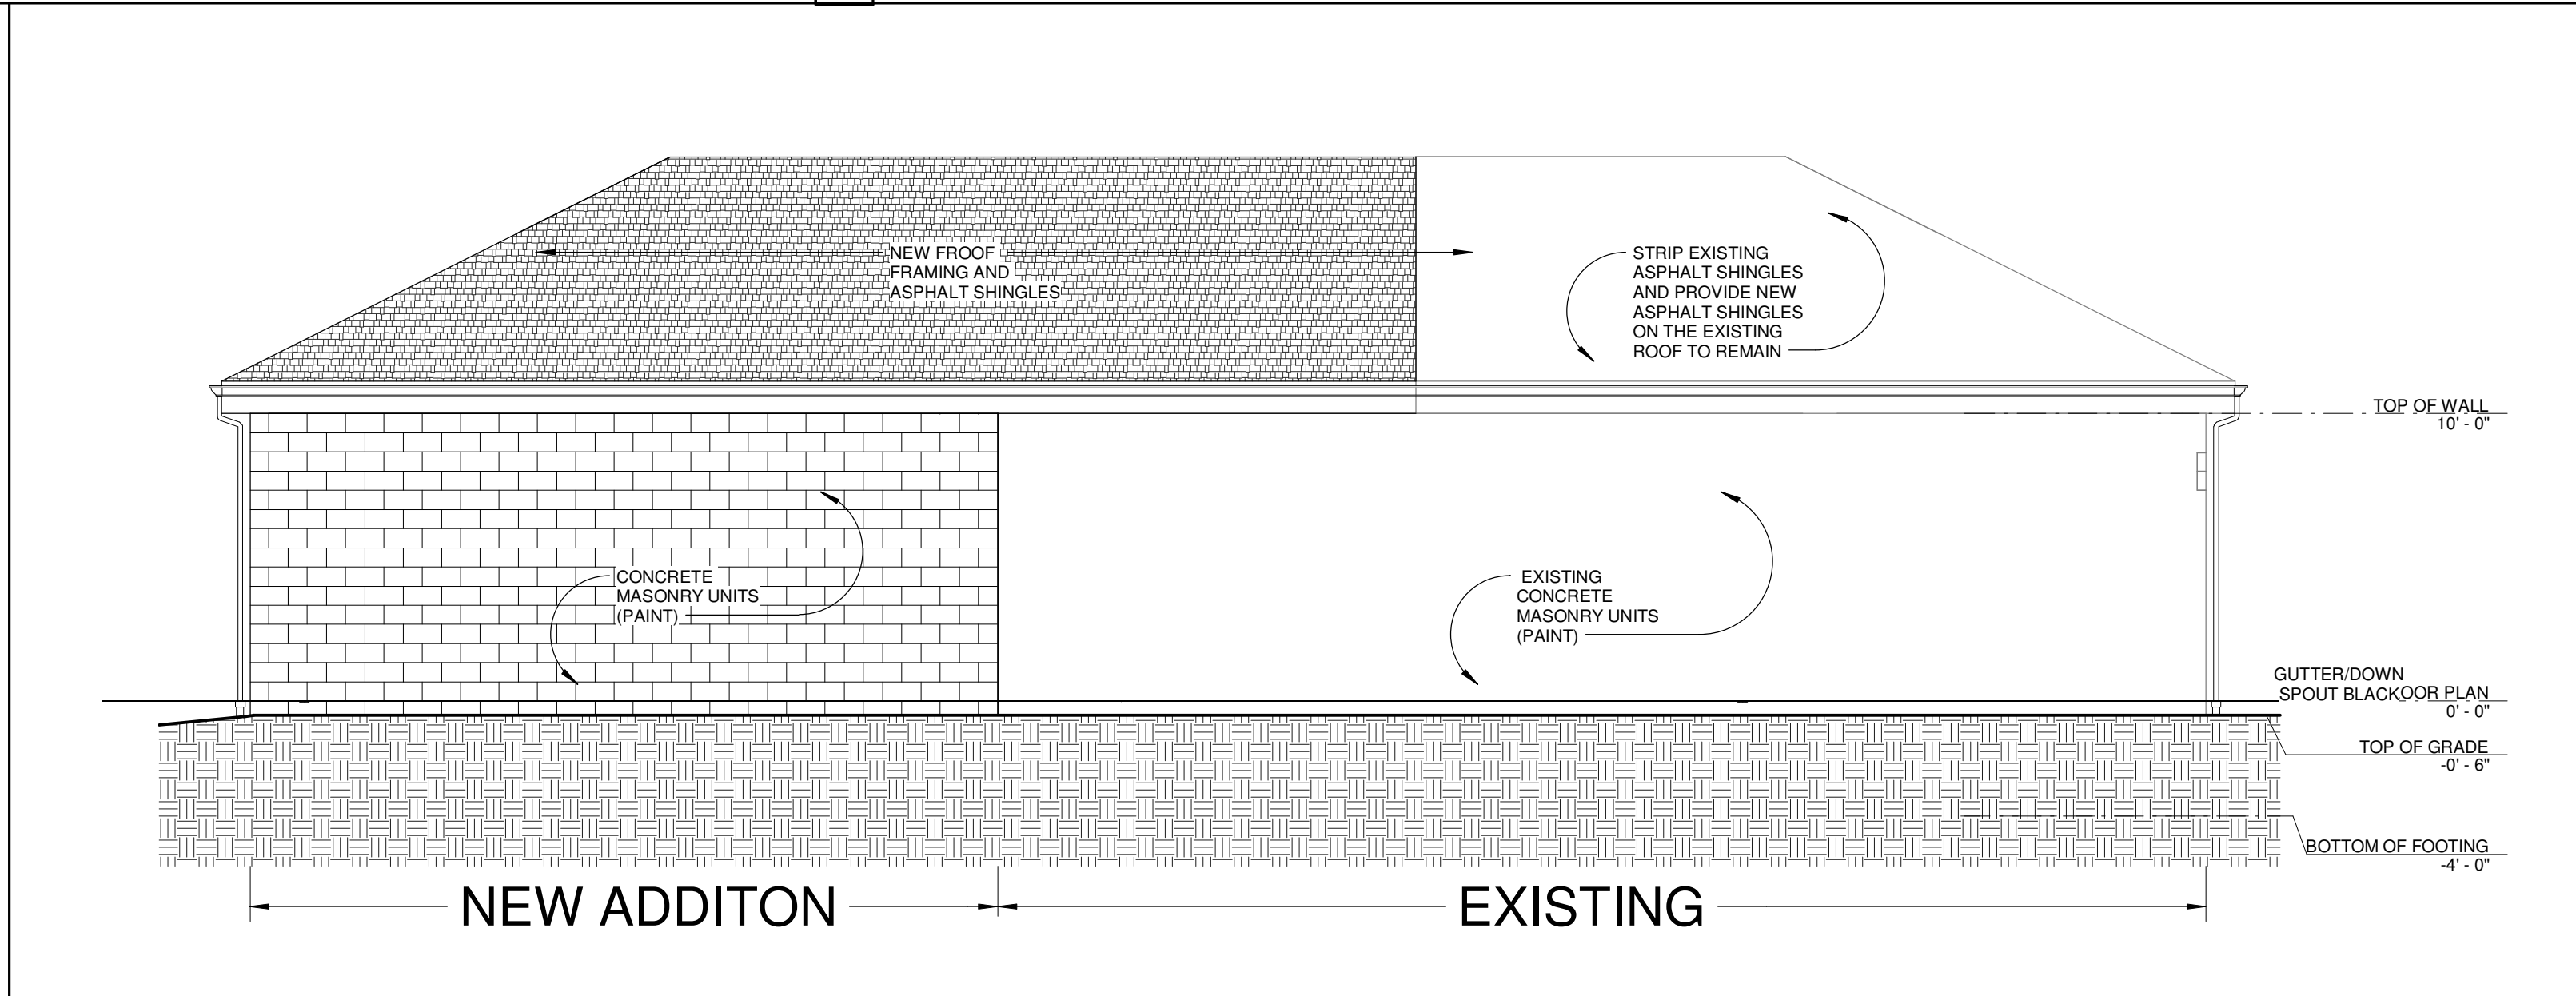 NEW FROOF
FRAMING AND
ASPHALT SHINGLES
STRIP EXISTING
ASPHALT SHINGLES
AND PROVIDE NEW
ASPHALT SHINGLES
ON THE EXISTING
ROOF TO REMAIN
TOP OF WALL
10' - 0"
CONCRETE
MASONRY UNITS
(PAINT)
EXISTING
CONCRETE
MASONRY UNITS
(PAINT)
GUTTER/DOWN
SPOUT BLACK
OOR PLAN
0' - 0"
TOP OF GRADE
-0' - 6"
BOTTOM OF FOOTING
-4' - 0"
NEW ADDITON
EXISTING